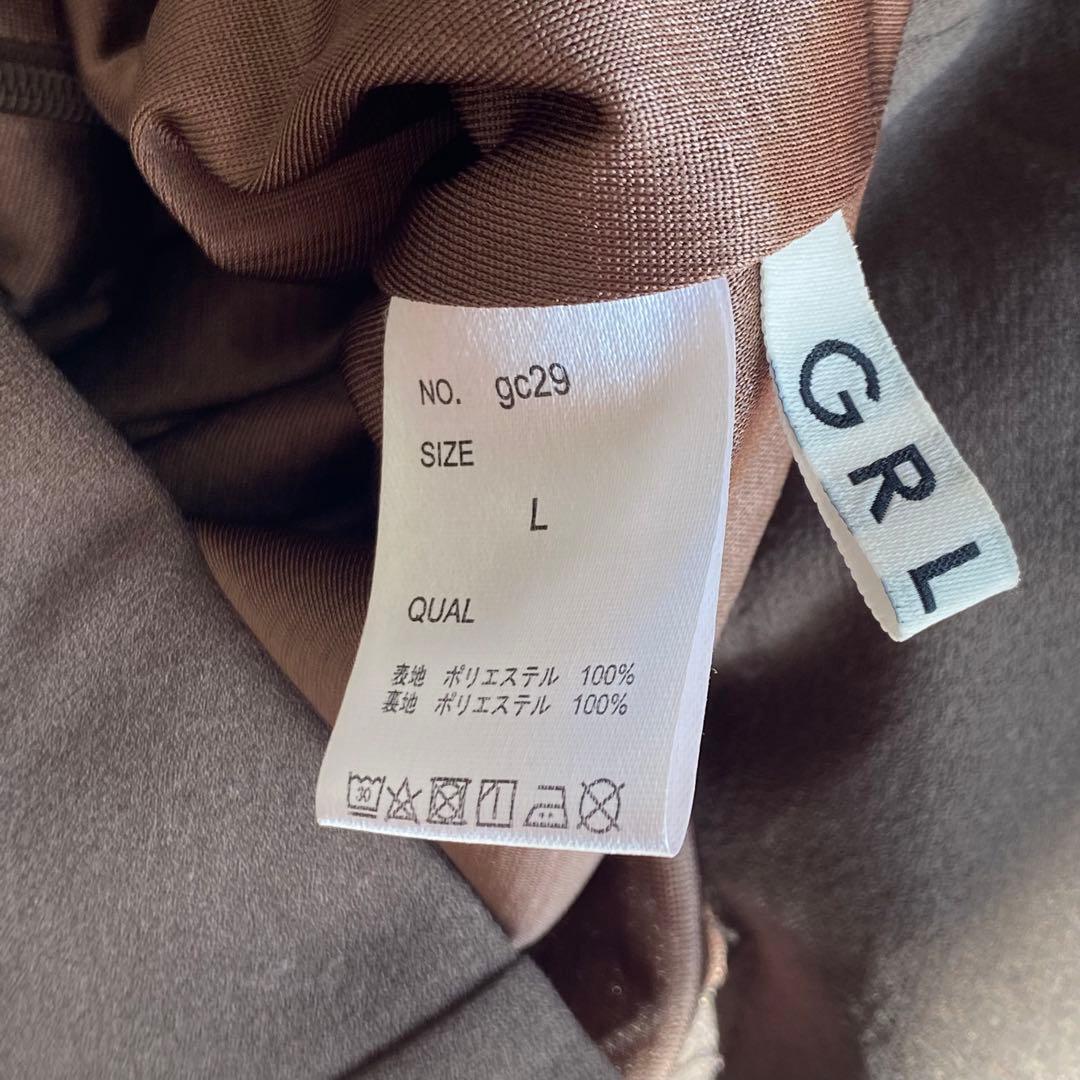 NO. gc29
SIZE
L
QUAL
表地 ポリエステル 100%
裏地 ポリエステル 100%
30
GRL